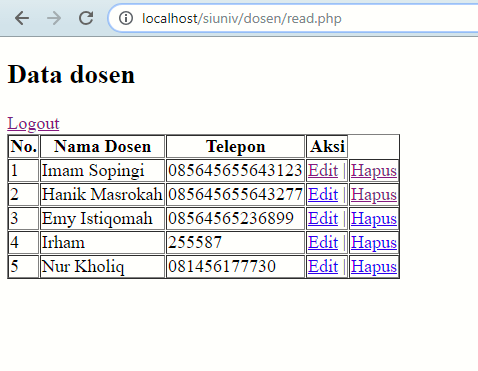 localhost/siuniv/dosen/read.php
Data dosen
Logout
No. Nama Dosen Telepon Aksi
1 Imam Sopingi 085645655643123 Edit | Hapus
2 Hanik Masrokah 085645655643277 Edit | Hapus
3 Emy Istiqomah 08564565236899 Edit | Hapus
4 Irham 255587 Edit | Hapus
5 Nur Kholiq 081456177730 Edit | Hapus